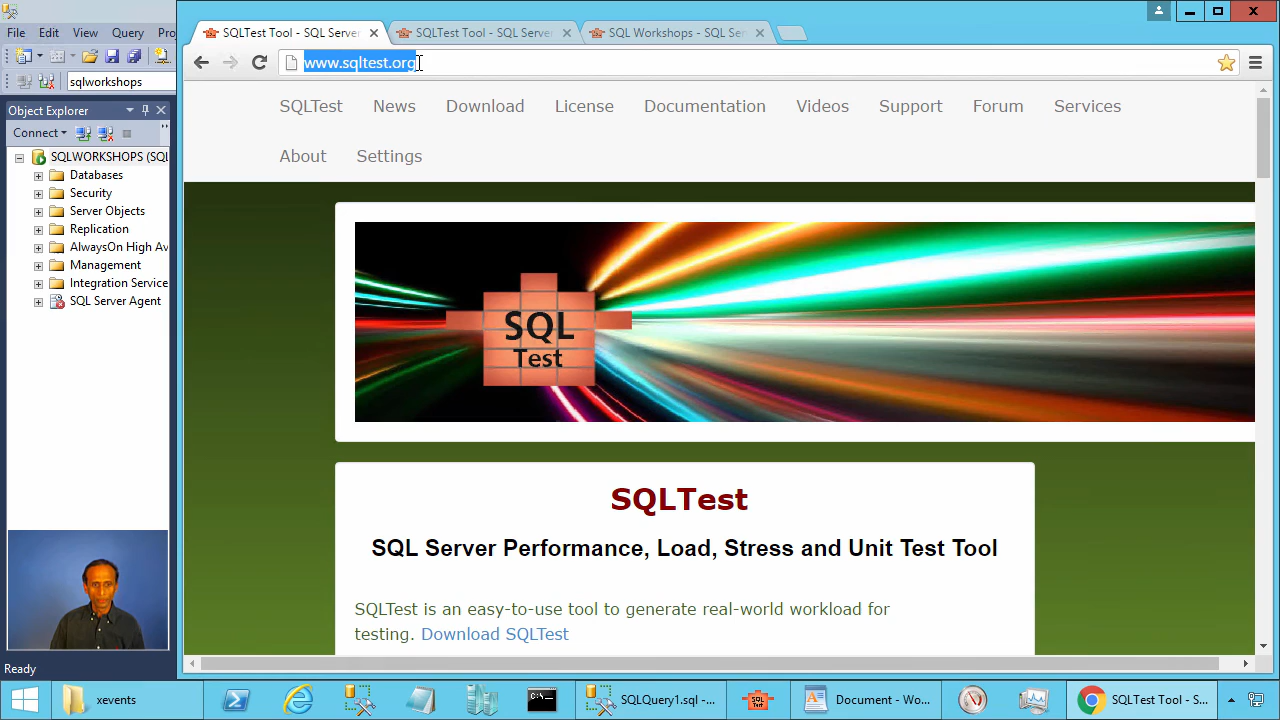 File Edit View Query Pro
sqlworkshops
Object Explorer
Connect
SQLWORKSHOPS (SQL
Databases
Security
Server Objects
Replication
AlwaysOn High Av
Management
Integration Service
SQL Server Agent
Ready
SQLTest Tool - SQL Server
SQLTest Tool - SQL Server
SQL Workshops - SQL Ser
www.sqltest.org
SQLTest News Download License Documentation Videos Support Forum Services
About Settings
SQL
Test
SQLTest
SQL Server Performance, Load, Stress and Unit Test Tool
SQLTest is an easy-to-use tool to generate real-world workload for
testing. Download SQLTest
xevents
SQLQuery1.sql -...
SQL
Test
Document - Wo...
SQLTest Tool - S...